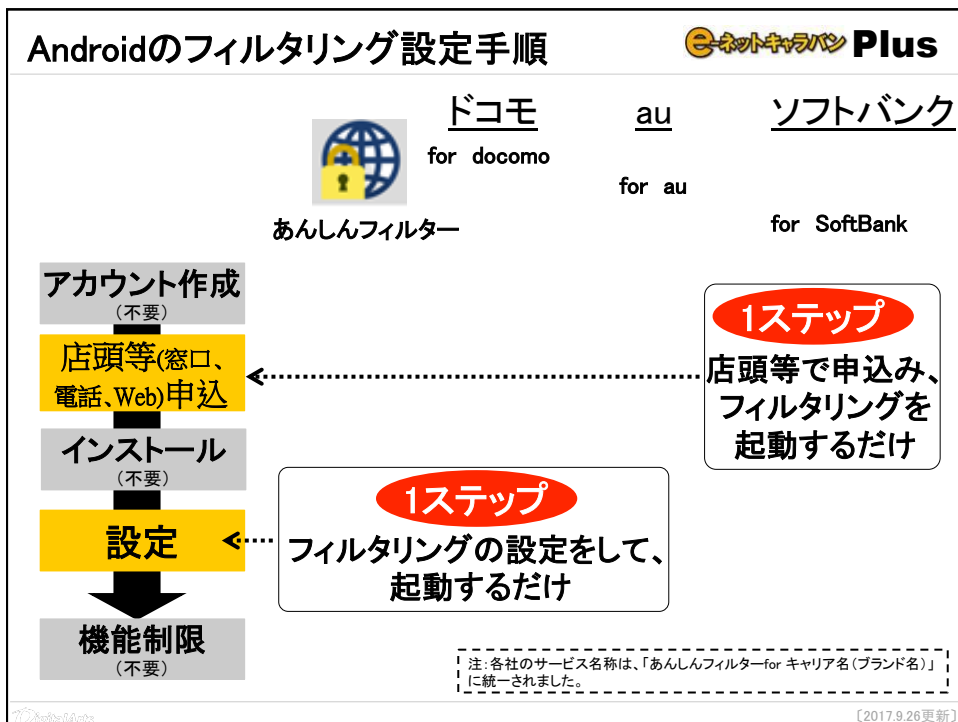 Androidのフィルタリング設定手順
e-ネットキャラバン Plus
ドコモ
au
ソフトバンク
for docomo
for au
for SoftBank
あんしんフィルター
アカウント作成
(不要)
店頭等(窓口、
電話、Web)申込
インストール
(不要)
設定
機能制限
(不要)
1ステップ
店頭等で申込み、
フィルタリングを
起動するだけ
1ステップ
フィルタリングの設定をして、
起動するだけ
注：各社のサービス名称は、「あんしんフィルターfor キャリア名（ブランド名）」
に統一されました。
Digital Arts
〔2017.9.26更新〕